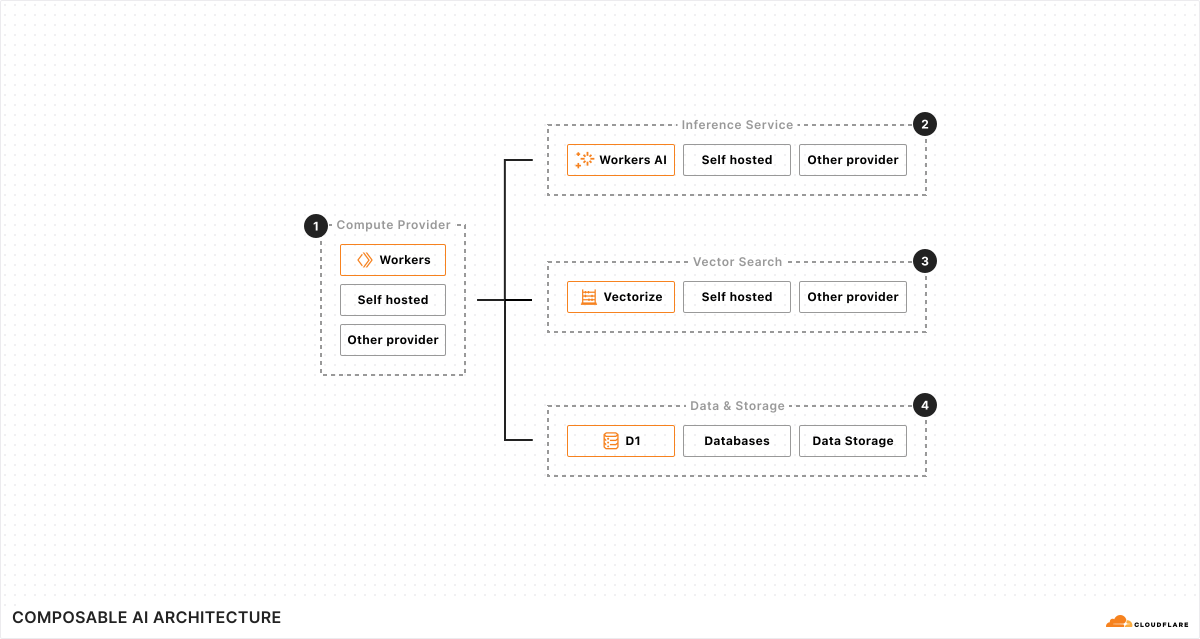 1
Compute Provider
Workers
Self hosted
Other provider
Inference Service
2
Workers AI
Self hosted
Other provider
Vector Search
3
Vectorize
Self hosted
Other provider
Data & Storage
4
D1
Databases
Data Storage
COMPOSABLE AI ARCHITECTURE
CLOUDFLARE